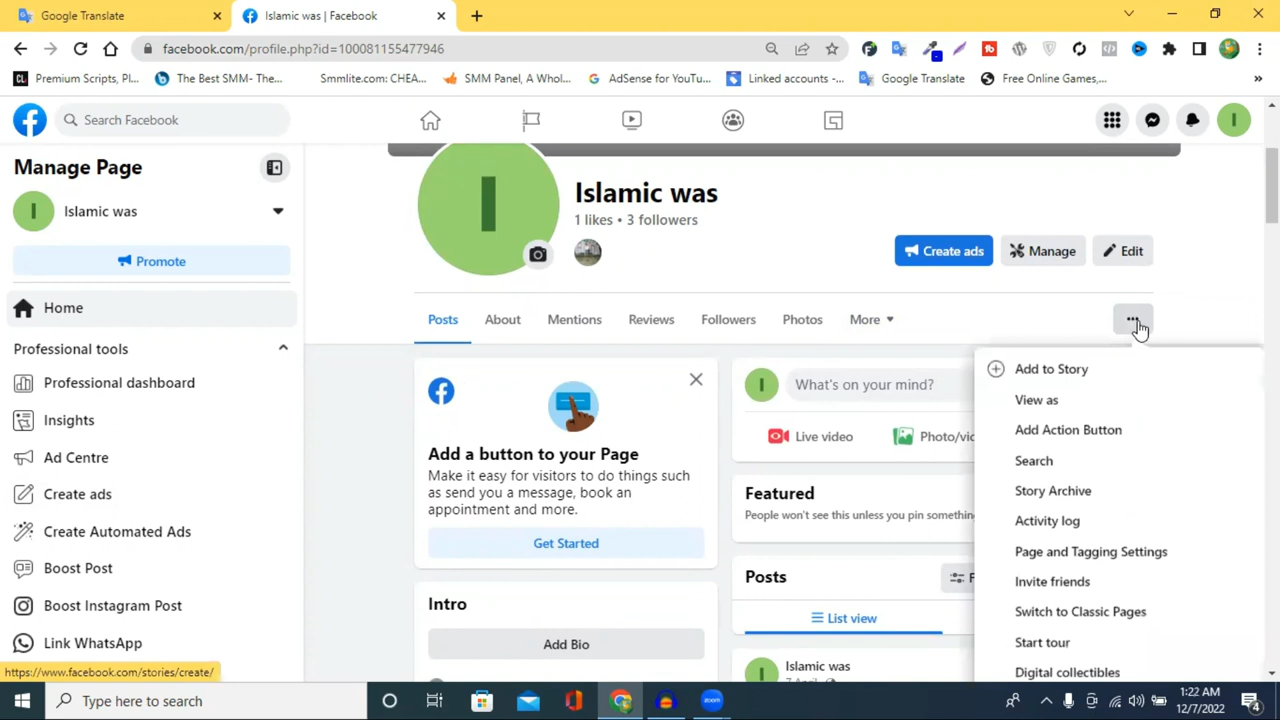 Google Translate
Islamic was | Facebook
facebook.com/profile.php?id=100081155477946
CL Premium Scripts, Pl...
The Best SMM- The...
Smmlite.com: CHEA...
SMM Panel, A Whol...
AdSense for YouTu...
Linked accounts -...
Google Translate
Free Online Games,...
Search Facebook
I
Manage Page
I
Islamic was
Promote
Home
Professional tools
Professional dashboard
Insights
Ad Centre
Create ads
Create Automated Ads
Boost Post
Boost Instagram Post
Link WhatsApp
https://www.facebook.com/stories/create/
I
Islamic was
1 likes • 3 followers
Create ads
Manage
Edit
Posts
About
Mentions
Reviews
Followers
Photos
More
Add a button to your Page
Make it easy for visitors to do things such
as send you a message, book an
appointment and more.
Get Started
Intro
Add Bio
I
What's on your mind?
Live video
Photo/vid
Featured
People won't see this unless you pin something
Posts
F
List view
I
Islamic was
7 April
Add to Story
View as
Add Action Button
Search
Story Archive
Activity log
Page and Tagging Settings
Invite friends
Switch to Classic Pages
Start tour
Digital collectibles
Type here to search
zoom
1:22 AM
12/7/2022
4